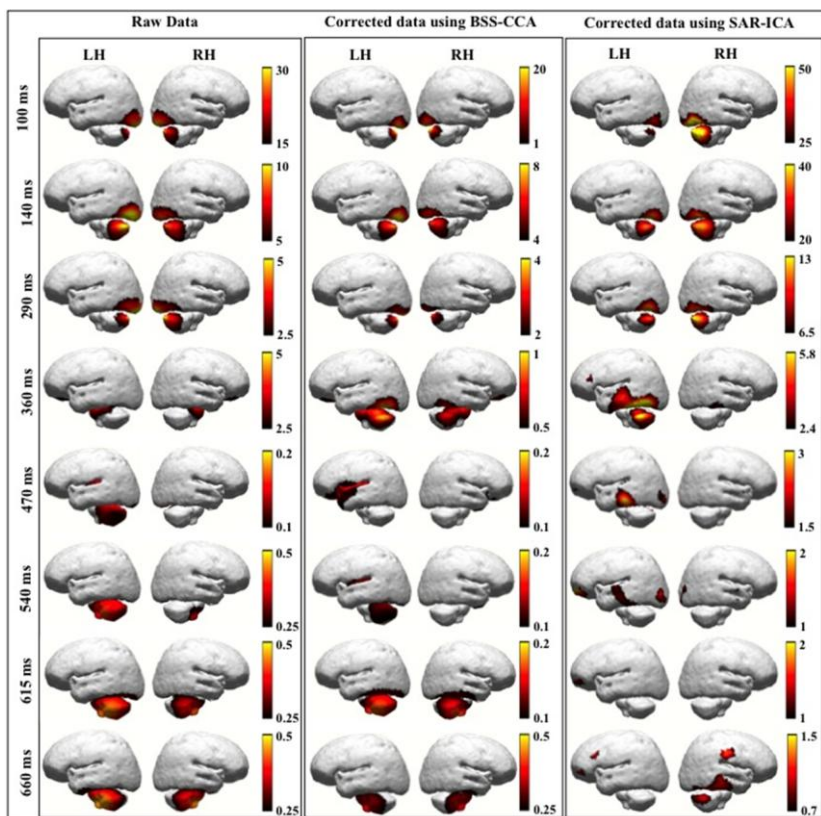 Raw Data Corrected data using BSS-CCA Corrected data using SAR-ICA
LH RH LH RH LH RH
100 ms 30 15 20 1 50 25
140 ms 10 5 8 4 40 20
290 ms 5 2.5 4 2 13 6.5
360 ms 5 2.5 1 0.5 5.8 2.4
470 ms 0.2 0.1 0.2 0.1 3 1.5
540 ms 0.5 0.25 0.2 0.1 2 1
615 ms 0.5 0.25 0.2 0.1 2 1
660 ms 0.5 0.25 0.5 0.25 1.5 0.7